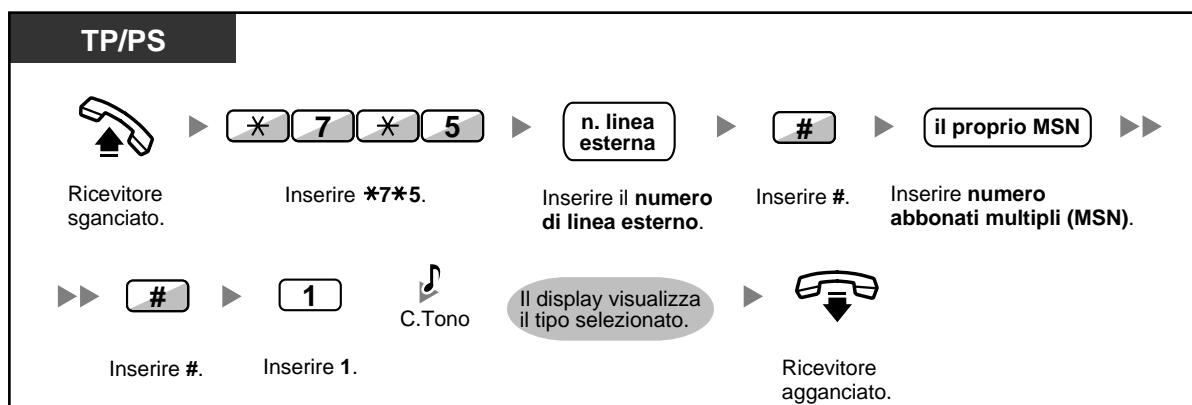 TP/PS
✳ 7 ✳ 5
n. linea
esterna
#
il proprio MSN
Ricevitore
sganciato.
Inserire ✳7✳5.
Inserire il numero
di linea esterno.
Inserire #.
Inserire numero
abbonati multipli (MSN).
#
1
C.Tono
Il display visualizza
il tipo selezionato.
Inserire #.
Inserire 1.
Ricevitore
agganciato.